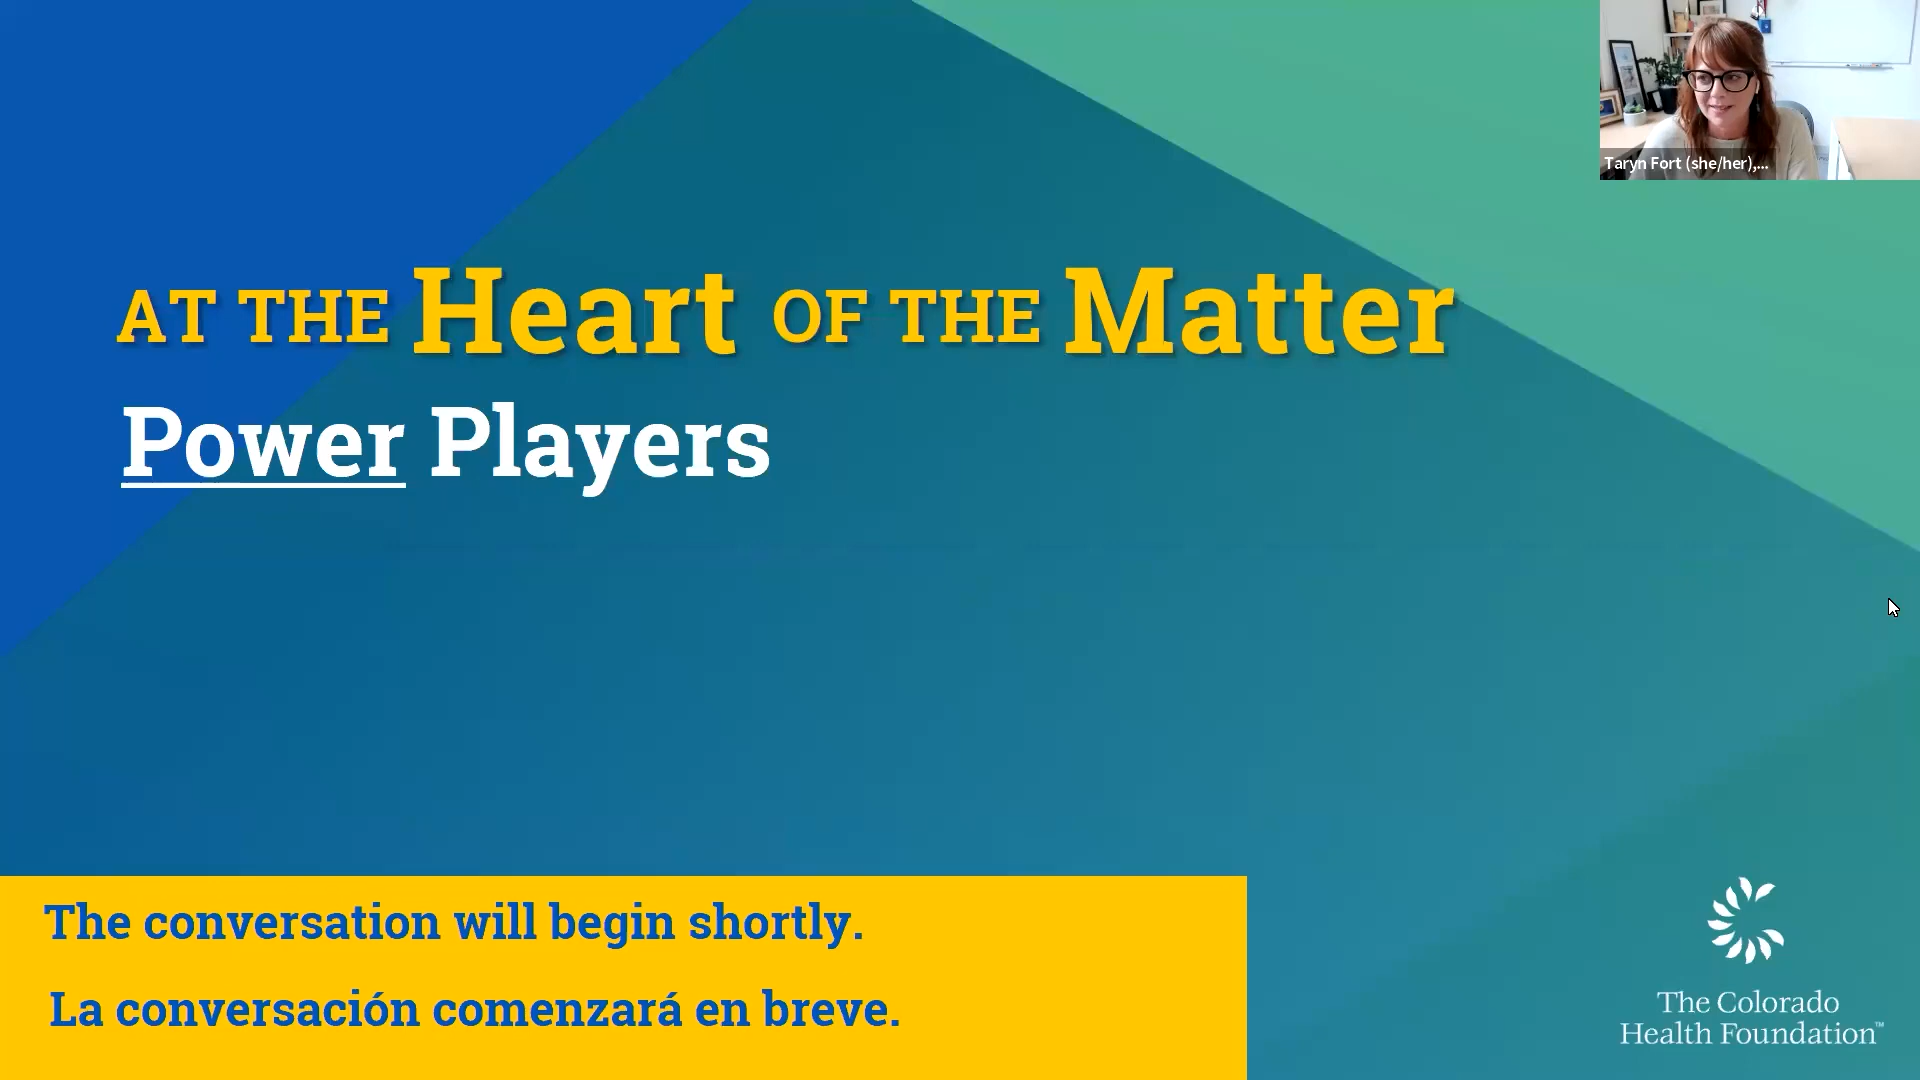 Taryn Fort (she/her),...
AT THE Heart OF THE Matter
Power Players
The conversation will begin shortly.
La conversación comenzará en breve.
The Colorado
Health Foundation™